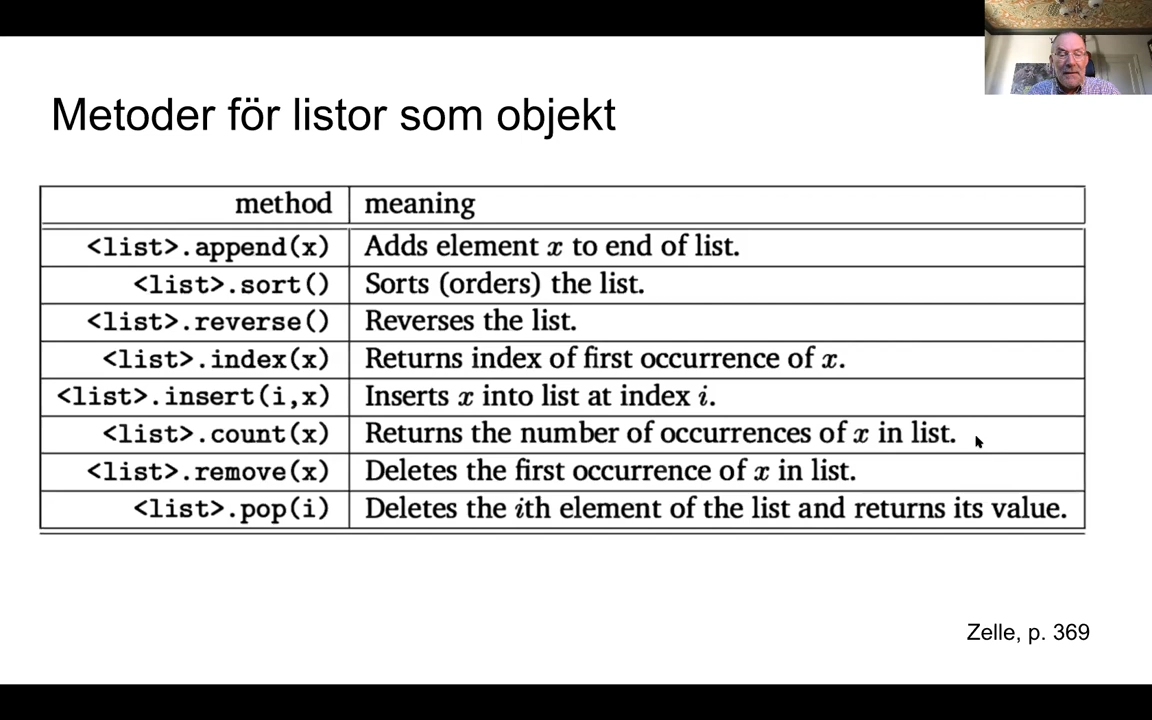 Metoder för listor som objekt
method meaning
<list>.append(x) Adds element x to end of list.
<list>.sort() Sorts (orders) the list.
<list>.reverse() Reverses the list.
<list>.index(x) Returns index of first occurrence of x.
<list>.insert(i,x) Inserts x into list at index i.
<list>.count(x) Returns the number of occurrences of x in list.
<list>.remove(x) Deletes the first occurrence of x in list.
<list>.pop(i) Deletes the ith element of the list and returns its value.
Zelle, p. 369